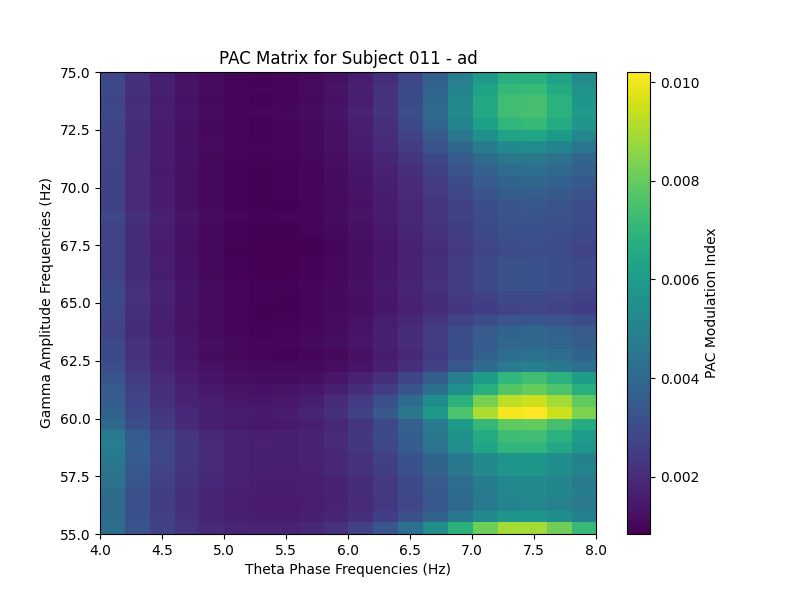 PAC Matrix for Subject 011 - ad
75.0
72.5
70.0
67.5
65.0
62.5
60.0
57.5
55.0
Gamma Amplitude Frequencies (Hz)
4.0 4.5 5.0 5.5 6.0 6.5 7.0 7.5 8.0
Theta Phase Frequencies (Hz)
0.010
0.008
0.006
0.004
0.002
PAC Modulation Index